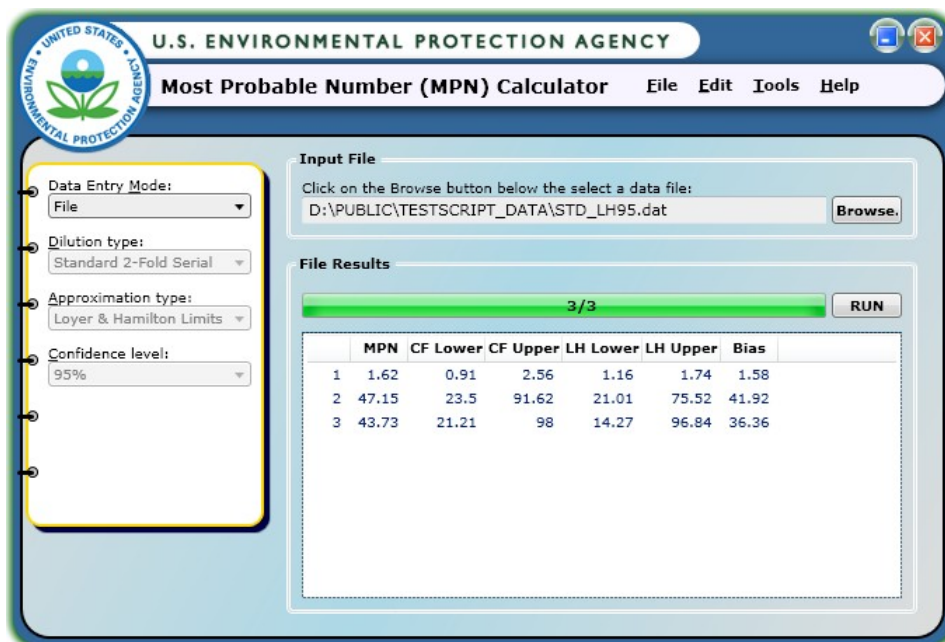 UNITED STATES
ENVIRONMENTAL PROTECTION AGENCY
U.S. ENVIRONMENTAL PROTECTION AGENCY
Most Probable Number (MPN) Calculator File Edit Tools Help
Data Entry Mode:
File
Dilution type:
Standard 2-Fold Serial
Approximation type:
Loyer & Hamilton Limits
Confidence level:
95%
Input File
Click on the Browse button below the select a data file:
D:\PUBLIC\TESTSCRIPT_DATA\STD_LH95.dat Browse.
File Results
3/3 RUN
MPN CF Lower CF Upper LH Lower LH Upper Bias
1 1.62 0.91 2.56 1.16 1.74 1.58
2 47.15 23.5 91.62 21.01 75.52 41.92
3 43.73 21.21 98 14.27 96.84 36.36